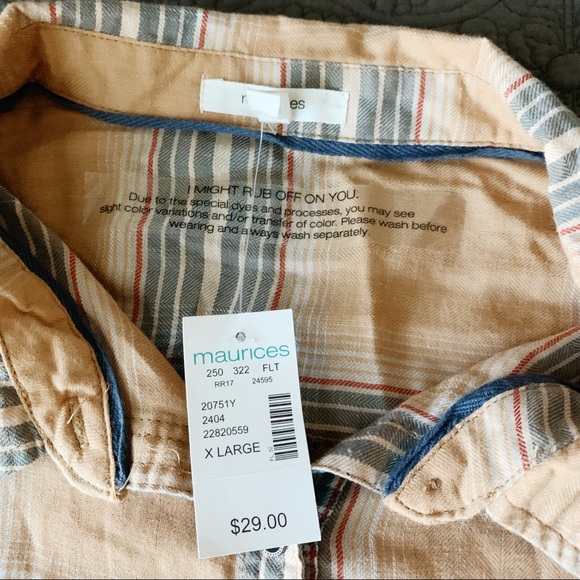 I MIGHT RUB OFF ON YOU.
Due to the special dyes and processes, you may see
slight color variations and/or transfer of color. Please wash before
wearing and always wash separately.
maurices
250 322 FLT
RR17 24595
20751Y
2404
22820559
X LARGE
$29.00